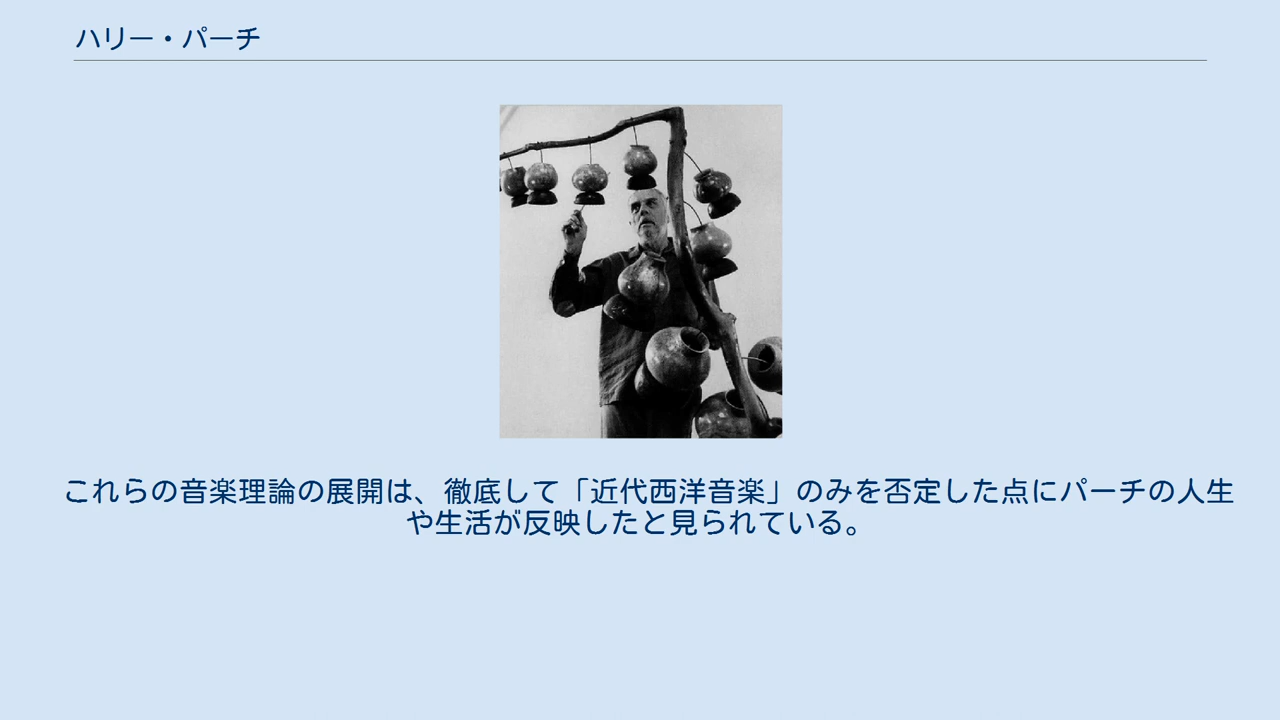 ハリー・パーチ
これらの音楽理論の展開は、徹底して「近代西洋音楽」のみを否定した点にパーチの人生
や生活が反映したと見られている。